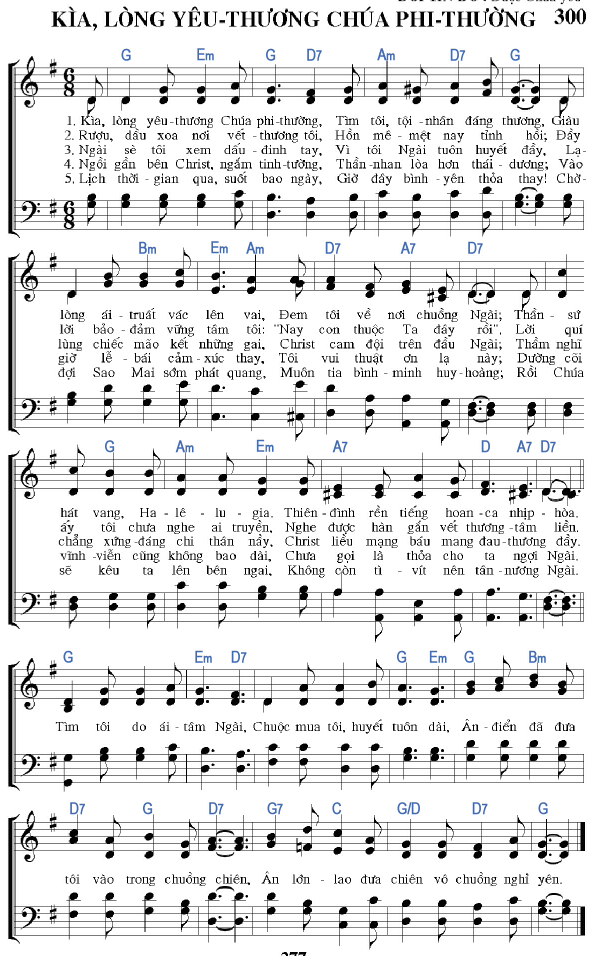 KÌA, LÒNG YÊU-THƯƠNG CHÚA PHI-THƯỜNG 300
G Em G D7 Am D7 G
1. Kìa, lòng yêu-thương Chúa phi-thường, Tìm tôi, tội-nhân đáng thương, Giàu
2. Rượu, dầu xoa nơi vết-thương tôi, Hồn mê-mệt nay tỉnh hồi; Đầy
3. Ngài sè tôi xem dấu-đinh tay, Vì tôi Ngài tuôn huyết đầy, La-
4. Ngồi gần bên Christ, ngắm tinh-tường, Thần-nhan lòa hơn thái-dương; Vào
5. Lịch thời-gian qua, suốt bao ngày, Giờ đầy bình-yên thỏa thay! Chờ
Bm Em Am D7 A7 D7
lòng ái-truất vác lên vai, Đem tôi về nơi chuồng Ngài; Thần-sứ
lời bảo-đảm vững tâm tôi: "Nay con thuộc Ta đây rồi". Lời quí
lùng chiếc mão kết những gai, Christ cam đội trên đầu Ngài; Thầm nghĩ
giờ lễ-bái cảm-xúc thay, Tôi vui thuật ơn lạ này; Dường cõi
đợi Sao Mai sớm phát quang, Muôn tia bình-minh huy-hoàng; Rồi Chúa
G Am Em A7 D A7 D7
hát vang, Ha-lê-lu-gia. Thiên-đình rền tiếng hoan-ca nhịp-hòa.
ấy tôi chưa nghe ai truyền, Nghe được hàn gắn vết thương-tâm liền.
chẳng xứng-đáng chi thân nầy, Christ liều mạng báu mang đau-thương đầy.
vĩnh-viễn cũng không bao dài, Chưa gọi là thỏa cho ta ngợi Ngài.
sẽ kêu ta lên bên ngai, Không còn tì-vít nên tân-nương Ngài.
G Em D7 G Em G Bm
Tìm tôi do ái-tâm Ngài, Chuộc mua tôi, huyết tuôn dài, Ân-điển đã đưa
D7 G D7 G7 C G/D D7 G
tôi vào trong chuồng chiên, Ân lớn-lao đưa chiên vô chuồng nghỉ yên.